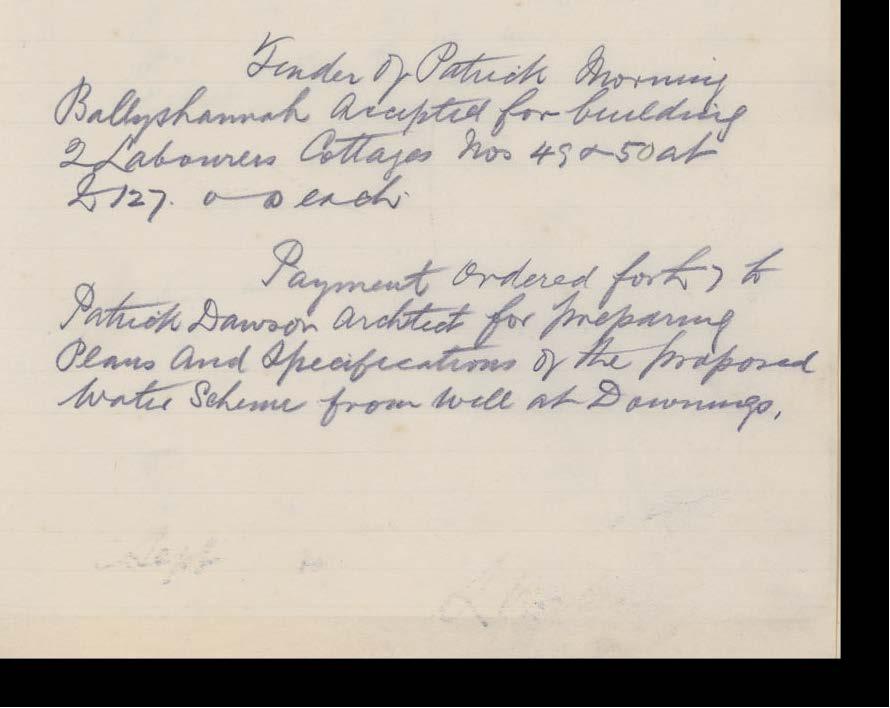 Tender of Patrick Morning
Ballyshannah Accepted for building
2 Labourers Cottages Nos 49 & 50 at
£127. 0 0 each
Payment Ordered for £7 to
Patrick Dawson Architect for preparing
Plans And Specifications of the proposed
Water Scheme from Well at Downings.